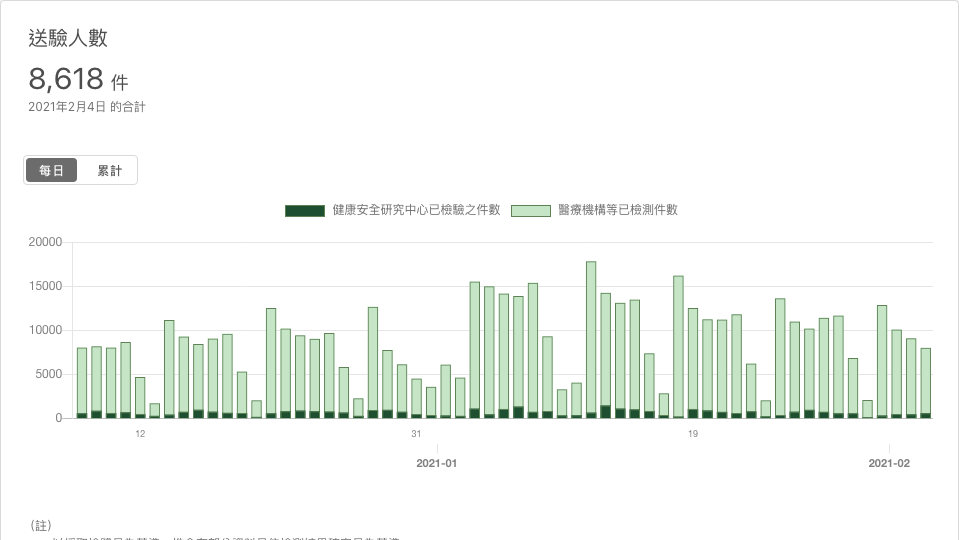 送驗人數
8,618 件
2021年2月4日 的合計
每日 累計
健康安全研究中心已檢驗之件數 醫療機構等已檢測件數
20000
15000
10000
5000
0
12 31 19
2021-01 2021-02
(註)